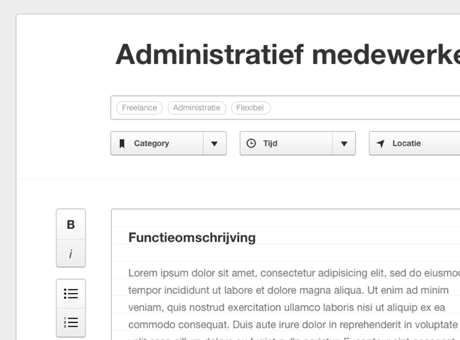 Administratief medewerke
Freelance Administratie Flexibel
Category Tijd Locatie
B
i
Functieomschrijving
Lorem ipsum dolor sit amet, consectetur adipisicing elit, sed do eiusmo
tempor incididunt ut labore et dolore magna aliqua. Ut enim ad minim
veniam, quis nostrud exercitation ullamco laboris nisi ut aliquip ex ea
commodo consequat. Duis aute irure dolor in reprehenderit in voluptate